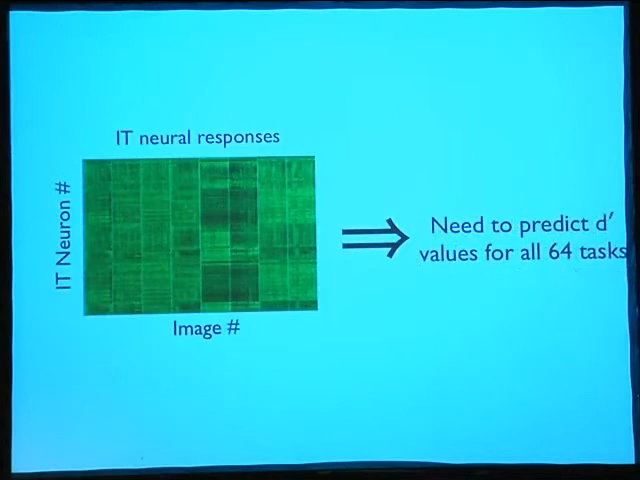 IT neural responses
IT Neuron #
Image #
Need to predict d′
values for all 64 tasks